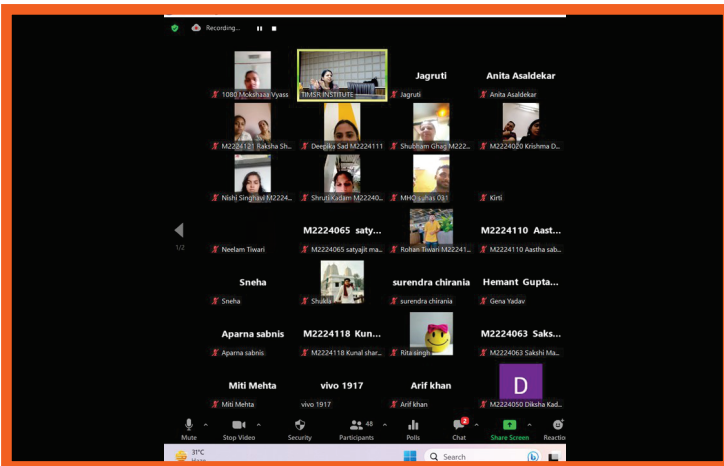 Recording...
Jagruti Anita Asaldekar
1080 Mokshaaa Vyass TIMSR INSTITUTE Jagruti Anita Asaldekar
M2224121 Raksha Sh... Deepika Sad M2224111 Shubham Ghag M222... M2224020 Krishma D...
Nishi Singhavi M2224... Shruti Kadam M22240... MHO suhas 031 Kirti
M2224065 saty... M2224110 Aast...
1/2 Neelam Tiwari M2224065 satyajit ma... Rohan Tiwari M22241... M2224110 Aastha sab...
Sneha surendra chirania Hemant Gupta...
Sneha Shukla surendra chirania Gena Yadav
Aparna sabnis M2224118 Kun... M2224063 Saks...
Aparna sabnis M2224118 Kunal shar... Rita singh M2224063 Sakshi Ma...
Miti Mehta vivo 1917 Arif khan D
Miti Mehta vivo 1917 Arif khan M2224050 Diksha Kad...
48 2
Mute Stop Video Security Participants Polls Chat Share Screen Reactio
31°C
Haze Search